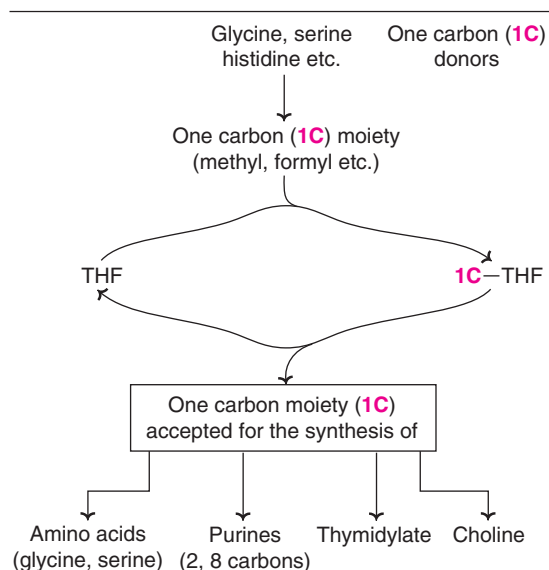 Glycine, serine
histidine etc.
One carbon (1C)
donors
One carbon (1C) moiety
(methyl, formyl etc.)
THF
1C—THF
One carbon moiety (1C)
accepted for the synthesis of
Amino acids
(glycine, serine)
Purines
(2, 8 carbons)
Thymidylate
Choline